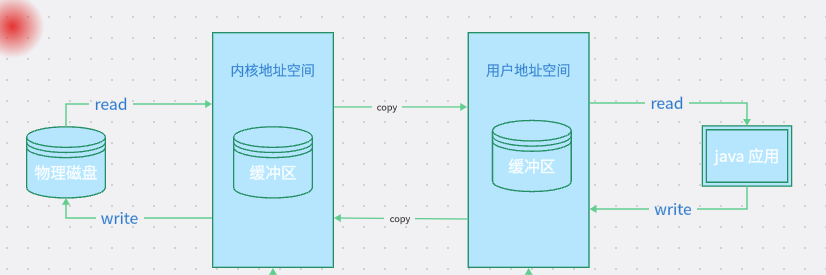 内核地址空间
用户地址空间
read
copy
read
物理磁盘
缓冲区
缓冲区
java 应用
write
copy
write